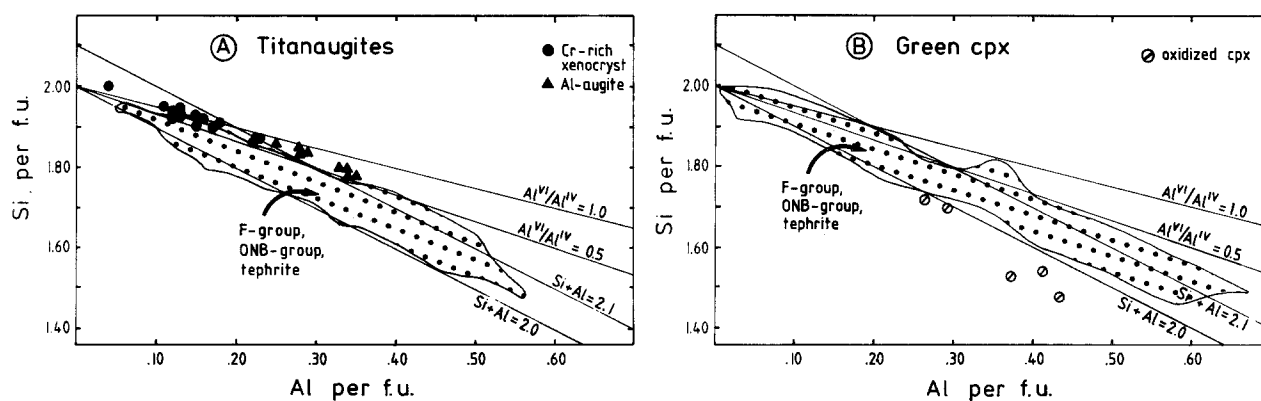 Ⓐ Titanaugites
● Cr-rich
xenocryst
▲ Al-augite
Si. per f.u.
2.00
1.80
1.60
1.40
Al^VI/Al^IV = 1.0
Al^VI/Al^IV = 0.5
Si+Al=2.1
Si+Al=2.0
F-group,
ONB-group,
tephrite
.10 .20 .30 .40 .50 .60
Al per f.u.
Ⓑ Green cpx
⊘ oxidized cpx
Si per f.u.
2.00
1.80
1.60
1.40
Al^VI/Al^IV = 1.0
Al^VI/Al^IV = 0.5
Si+Al=2.1
Si+Al=2.0
F-group,
ONB-group,
tephrite
.10 .20 .30 .40 .50 .60
Al per f.u.